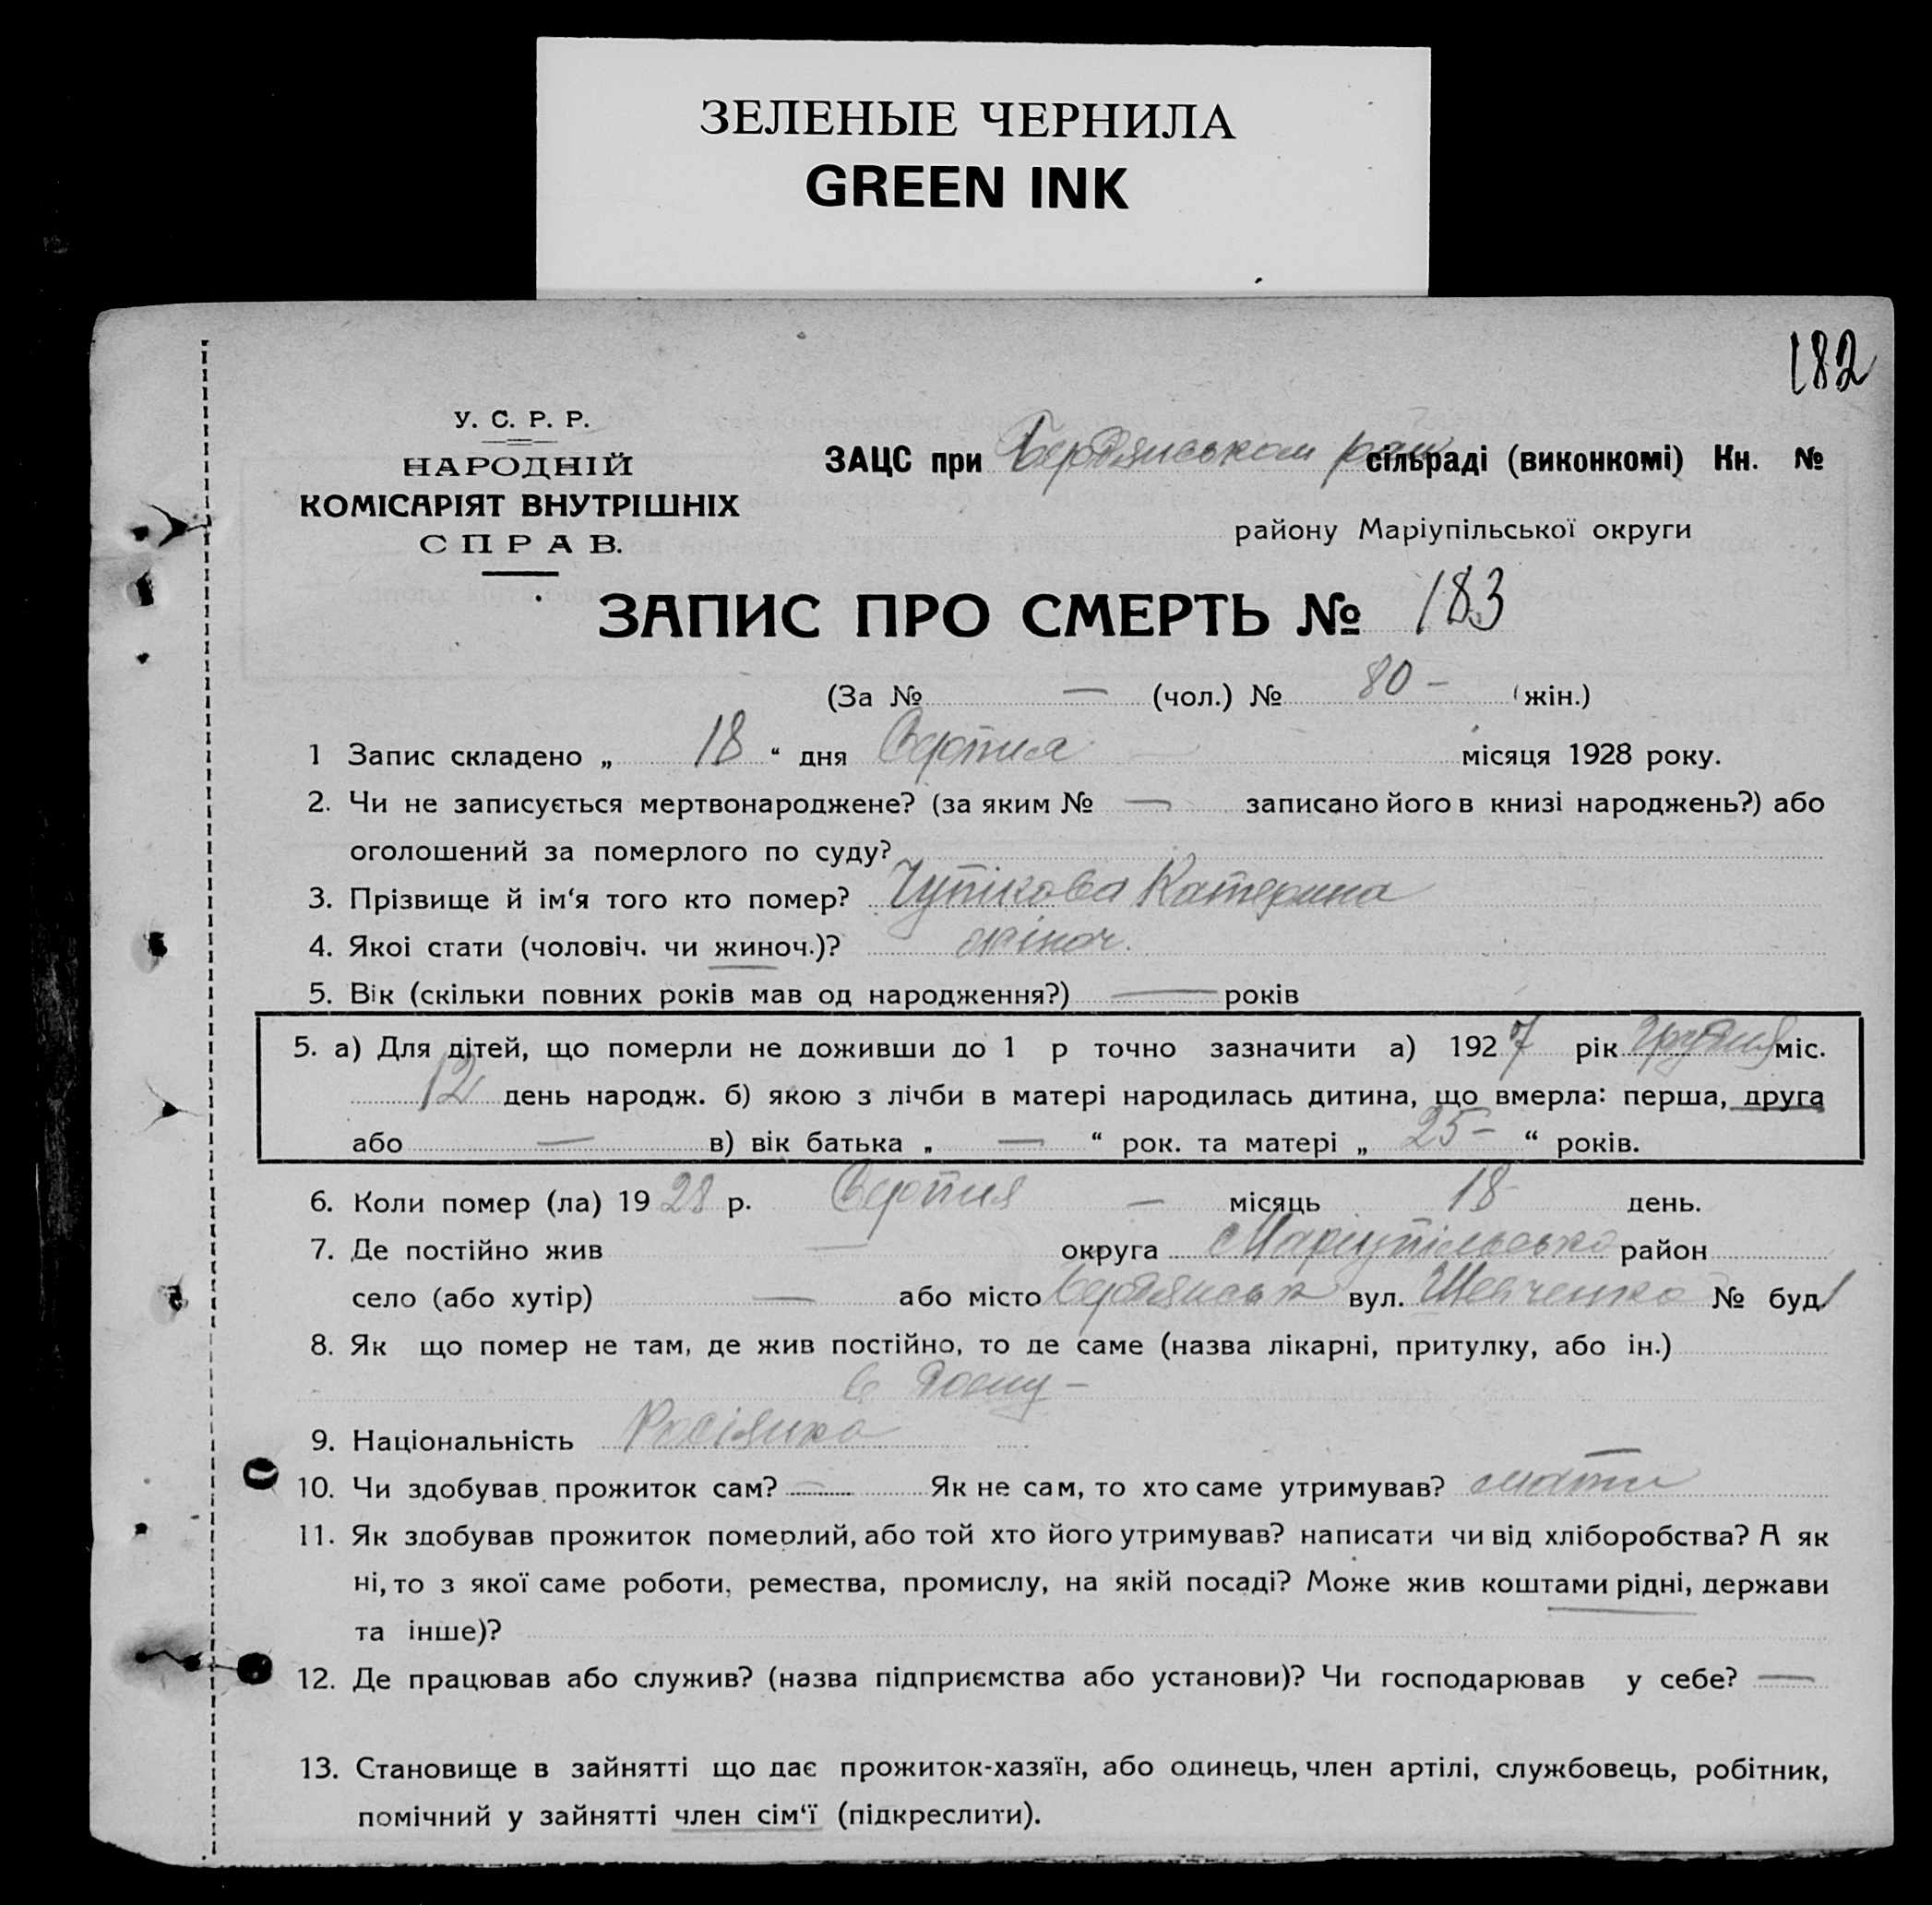 ЗЕЛЕНЫЕ ЧЕРНИЛА
GREEN INK
182
У. С. Р. Р.
НАРОДНІЙ
КОМІСАРІЯТ ВНУТРІШНІХ
СПРАВ.
ЗАЦС при Бердянськом рай сільраді (виконкомі) Кн. №
району Маріупільської округи
ЗАПИС ПРО СМЕРТЬ № 183
(За № — (чол.) № 80 – (жін.)
1 Запис складено „ 18 “ дня Серпня — місяця 1928 року.
2. Чи не записується мертвонароджене? (за яким № — записано його в книзі народжень?) або
оголошений за померлого по суду?
3. Прізвище й ім‘я того кто помер? Чупікова Катерина
4. Якоі стати (чоловіч. чи жиноч.)? жіноч.
5. Вік (скільки повних років мав од народження?) — років
5. а) Для дітей, що померли не доживши до 1 р точно зазначити а) 1927 рік Грудня міс.
12 день народж. б) якою з лічби в матері народилась дитина, що вмерла: перша, друга
або — в) вік батька „ — “ рок. та матері „ 25 – “ років.
6. Коли помер (ла) 1928 р. Серпня — місяць 18 день.
7. Де постійно жив — округа Маріупільська район
село (або хутір) — або місто Бердянськ вул. Шевченко № буд 1
8. Як що помер не там, де жив постійно, то де саме (назва лікарні, притулку, або ін.)
в дому –
9. Національність Росіянка
10. Чи здобував прожиток сам? — Як не сам, то хто саме утримував? мати
11. Як здобував прожиток померлий, або той хто його утримував? написати чи від хліборобства? А як
ні, то з якої саме роботи, ремества, промислу, на якій посаді? Може жив коштами рідні, держави
та інше)?
12. Де працював або служив? (назва підприємства або установи)? Чи господарював у себе? —
13. Становище в зайнятті що дає прожиток-хазяїн, або одинець, член артілі, службовець, робітник,
помічний у зайнятті член сім‘ї (підкреслити).